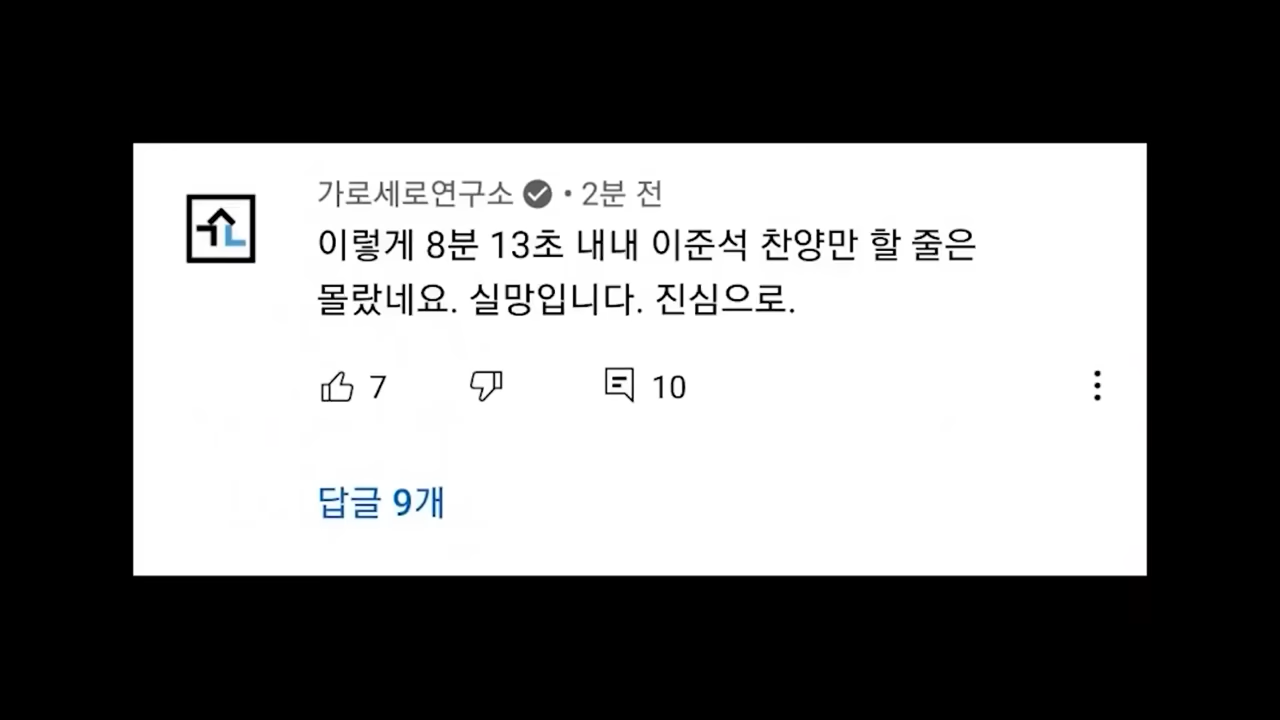 가로세로연구소 • 2분 전
이렇게 8분 13초 내내 이준석 찬양만 할 줄은
몰랐네요. 실망입니다. 진심으로.
7 10
답글 9개